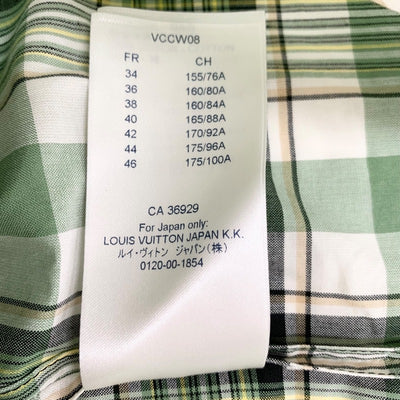 VCCW08
FR CH
34 155/76A
36 160/80A
38 160/84A
40 165/88A
42 170/92A
44 175/96A
46 175/100A
CA 36929
For Japan only:
LOUIS VUITTON JAPAN K.K.
ルイ・ヴィトン ジャパン(株)
0120-00-1854